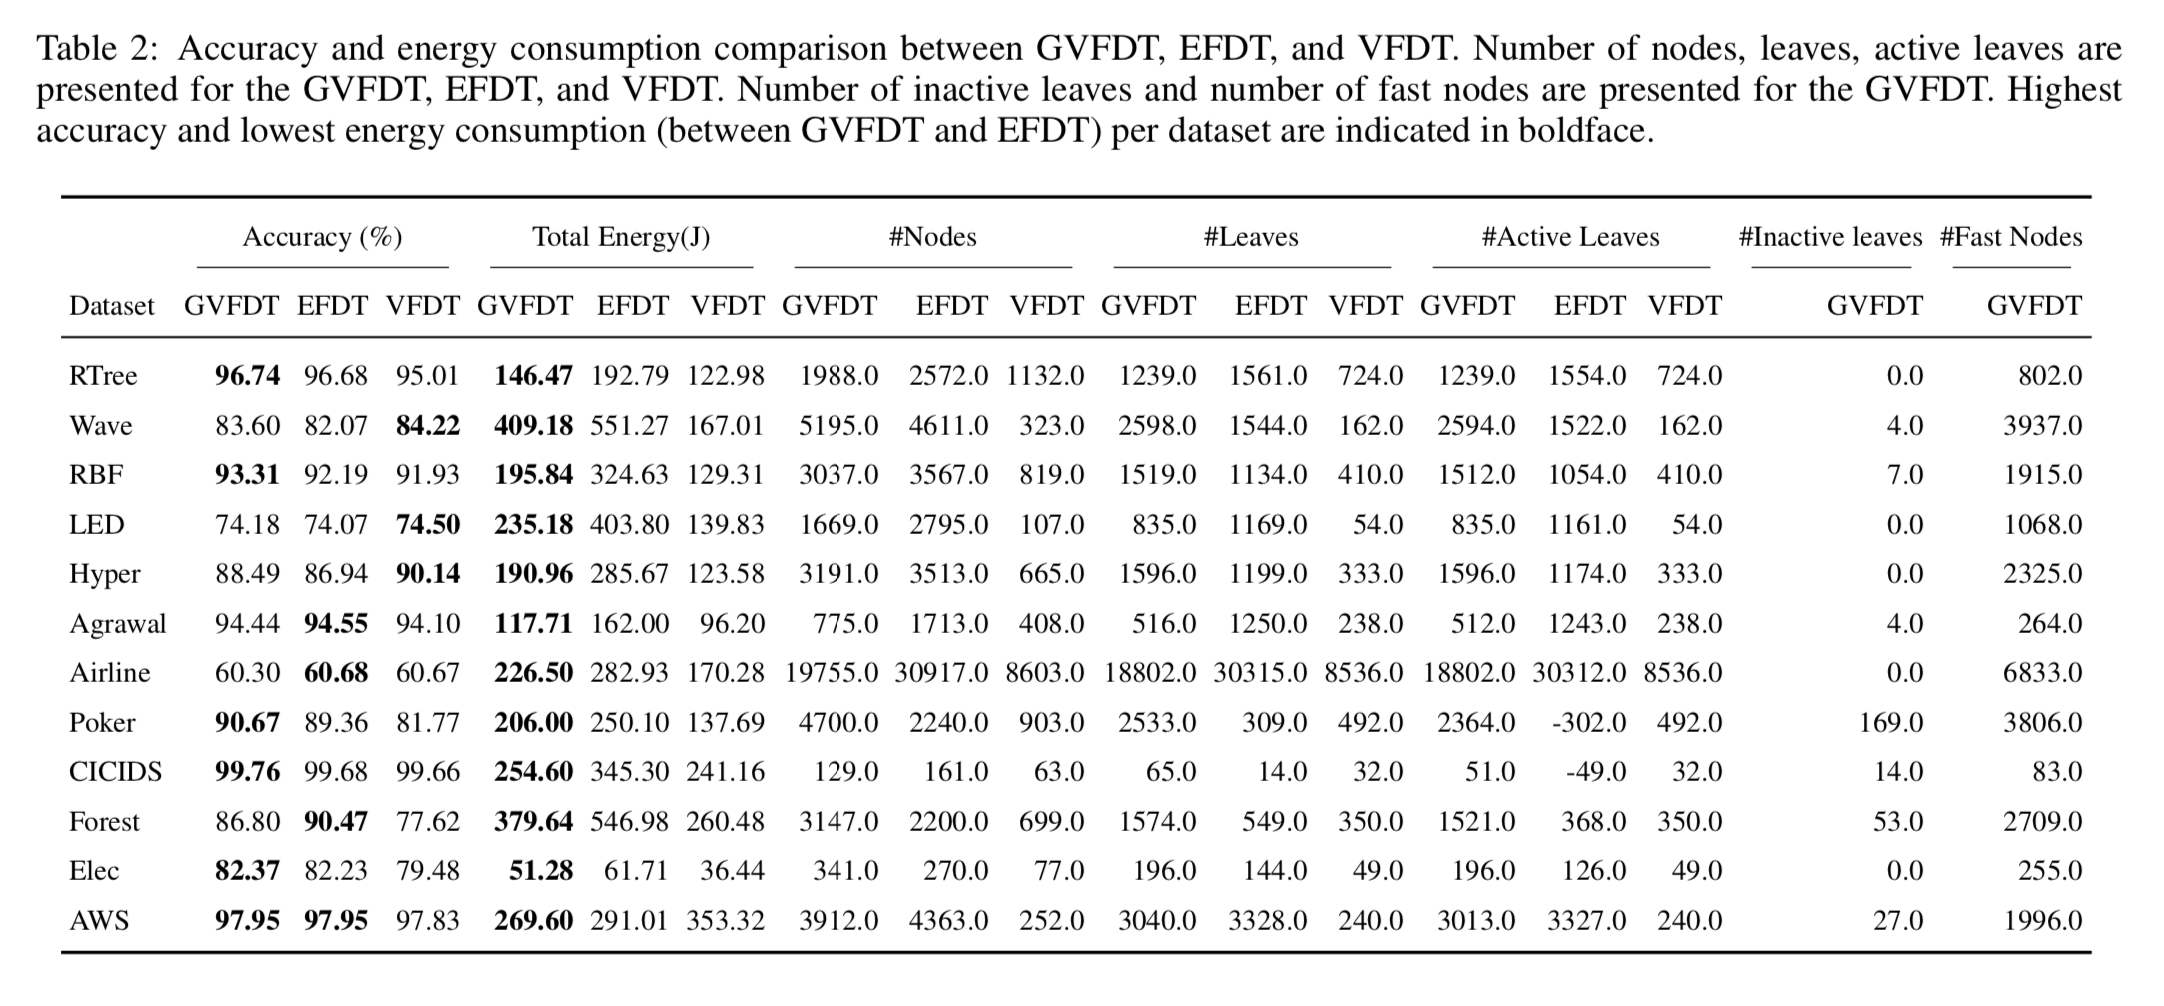 Table 2: Accuracy and energy consumption comparison between GVFDT, EFDT, and VFDT. Number of nodes, leaves, active leaves are
presented for the GVFDT, EFDT, and VFDT. Number of inactive leaves and number of fast nodes are presented for the GVFDT. Highest
accuracy and lowest energy consumption (between GVFDT and EFDT) per dataset are indicated in boldface.
Accuracy (%) Total Energy(J) #Nodes #Leaves #Active Leaves #Inactive leaves #Fast Nodes
Dataset GVFDT EFDT VFDT GVFDT EFDT VFDT GVFDT EFDT VFDT GVFDT EFDT VFDT GVFDT EFDT VFDT GVFDT GVFDT
RTree 96.74 96.68 95.01 146.47 192.79 122.98 1988.0 2572.0 1132.0 1239.0 1561.0 724.0 1239.0 1554.0 724.0 0.0 802.0
Wave 83.60 82.07 84.22 409.18 551.27 167.01 5195.0 4611.0 323.0 2598.0 1544.0 162.0 2594.0 1522.0 162.0 4.0 3937.0
RBF 93.31 92.19 91.93 195.84 324.63 129.31 3037.0 3567.0 819.0 1519.0 1134.0 410.0 1512.0 1054.0 410.0 7.0 1915.0
LED 74.18 74.07 74.50 235.18 403.80 139.83 1669.0 2795.0 107.0 835.0 1169.0 54.0 835.0 1161.0 54.0 0.0 1068.0
Hyper 88.49 86.94 90.14 190.96 285.67 123.58 3191.0 3513.0 665.0 1596.0 1199.0 333.0 1596.0 1174.0 333.0 0.0 2325.0
Agrawal 94.44 94.55 94.10 117.71 162.00 96.20 775.0 1713.0 408.0 516.0 1250.0 238.0 512.0 1243.0 238.0 4.0 264.0
Airline 60.30 60.68 60.67 226.50 282.93 170.28 19755.0 30917.0 8603.0 18802.0 30315.0 8536.0 18802.0 30312.0 8536.0 0.0 6833.0
Poker 90.67 89.36 81.77 206.00 250.10 137.69 4700.0 2240.0 903.0 2533.0 309.0 492.0 2364.0 -302.0 492.0 169.0 3806.0
CICIDS 99.76 99.68 99.66 254.60 345.30 241.16 129.0 161.0 63.0 65.0 14.0 32.0 51.0 -49.0 32.0 14.0 83.0
Forest 86.80 90.47 77.62 379.64 546.98 260.48 3147.0 2200.0 699.0 1574.0 549.0 350.0 1521.0 368.0 350.0 53.0 2709.0
Elec 82.37 82.23 79.48 51.28 61.71 36.44 341.0 270.0 77.0 196.0 144.0 49.0 196.0 126.0 49.0 0.0 255.0
AWS 97.95 97.95 97.83 269.60 291.01 353.32 3912.0 4363.0 252.0 3040.0 3328.0 240.0 3013.0 3327.0 240.0 27.0 1996.0